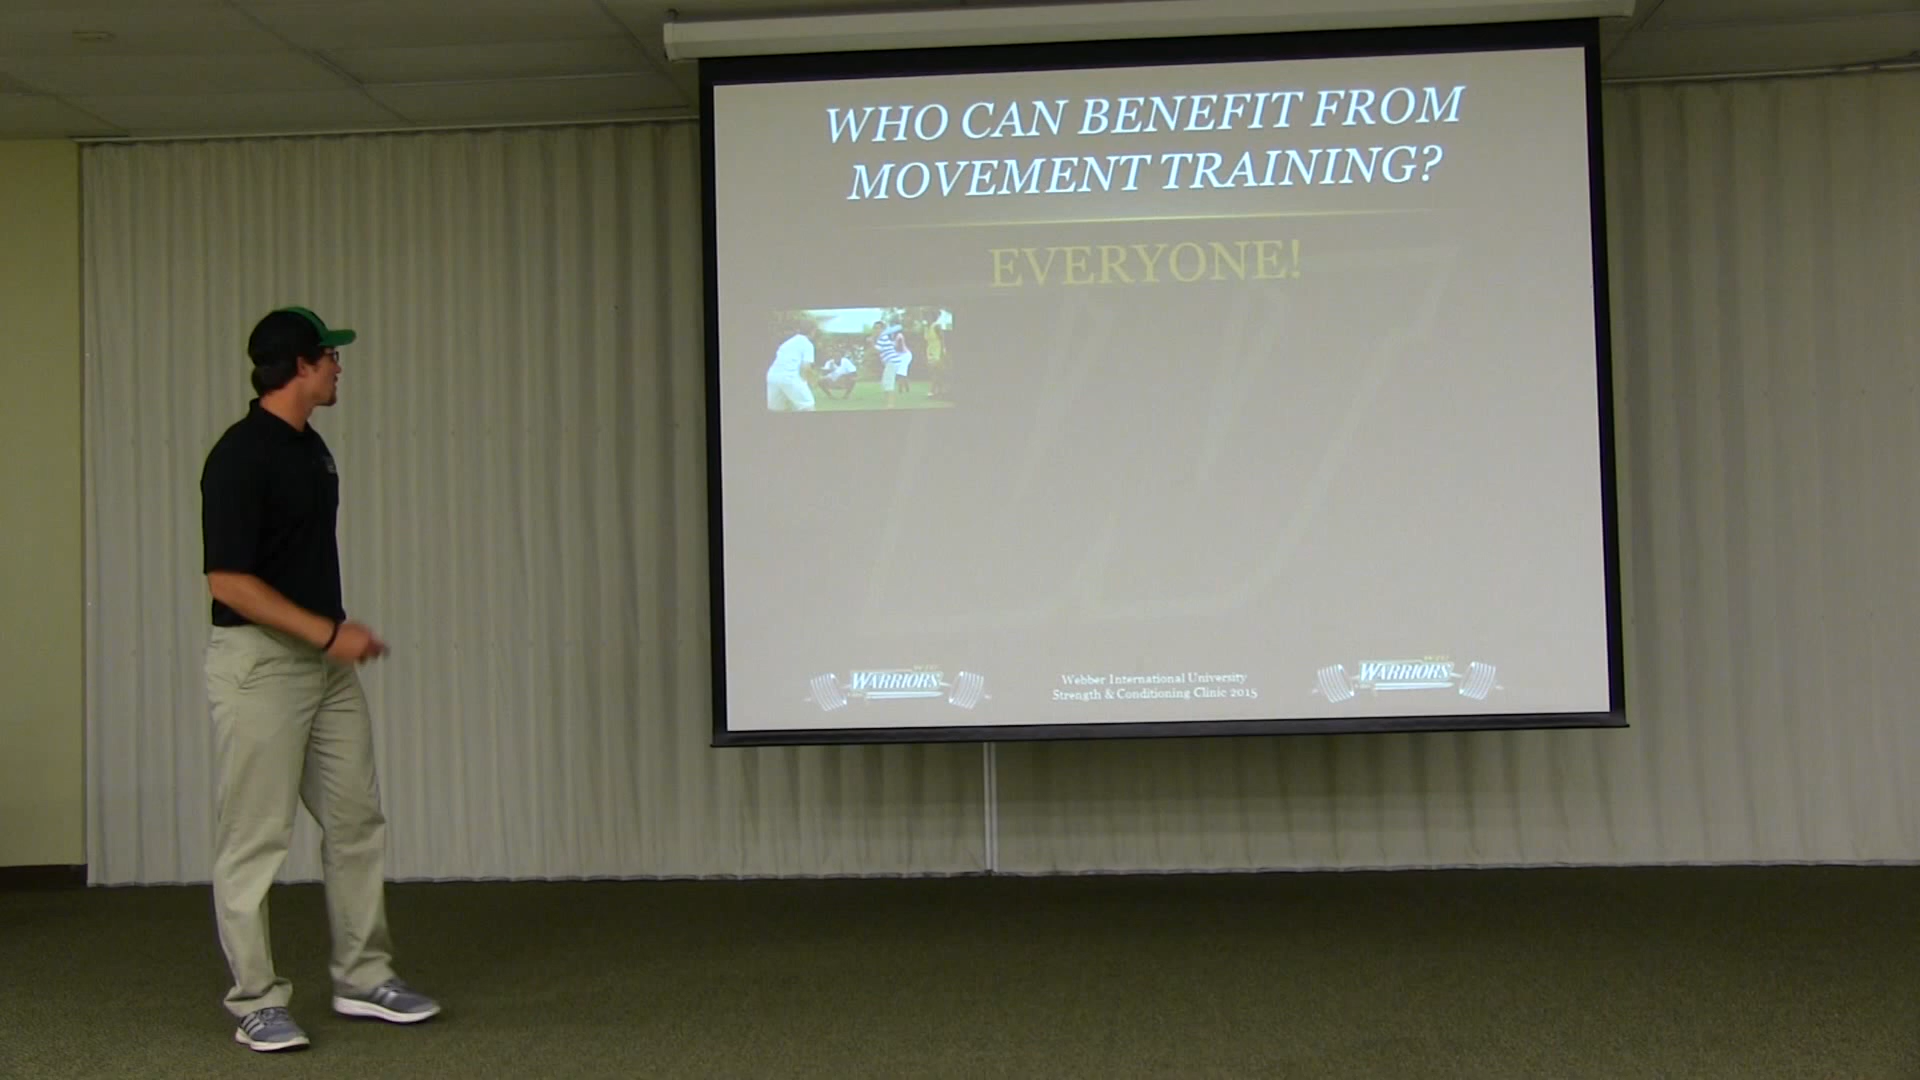 WHO CAN BENEFIT FROM
MOVEMENT TRAINING?
EVERYONE!
WARRIORS
Webber International University
Strength & Conditioning Clinic 2015
WARRIORS